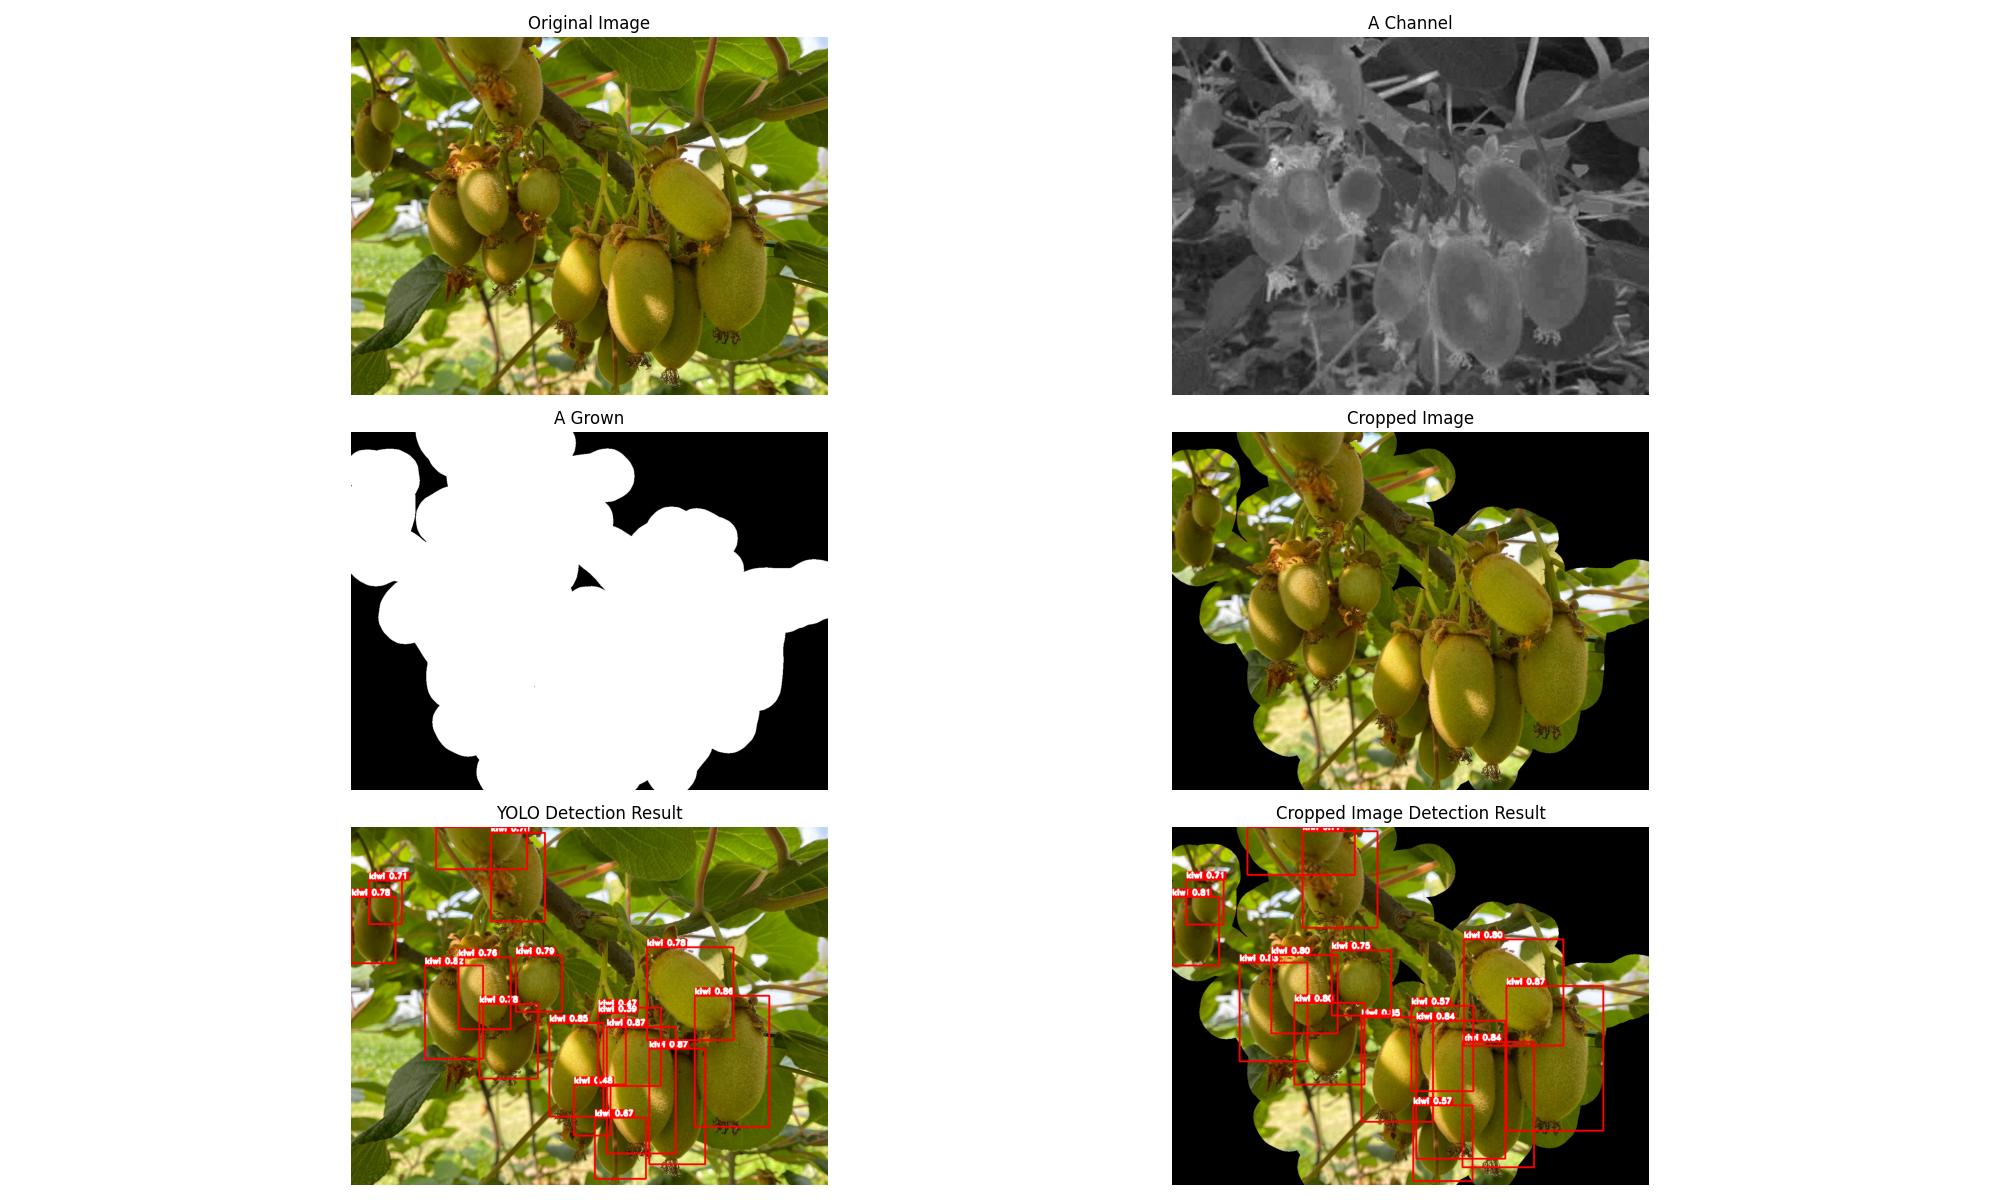 Original Image
A Channel
A Grown
Cropped Image
YOLO Detection Result
Cropped Image Detection Result
kiwi 0.71
kiwi 0.78
kiwi 0.76
kiwi 0.82
kiwi 0.79
kiwi 0.78
kiwi 0.78
kiwi 0.86
kiwi 0.47
kiwi 0.39
kiwi 0.85
kiwi 0.87
kiwi 0.87
kiwi 0.48
kiwi 0.67
kiwi 0.71
kiwi 0.81
kiwi 0.80
kiwi 0.75
kiwi 0.80
kiwi 0.80
kiwi 0.87
kiwi 0.57
kiwi 0.84
kiwi 0.84
kiwi 0.57